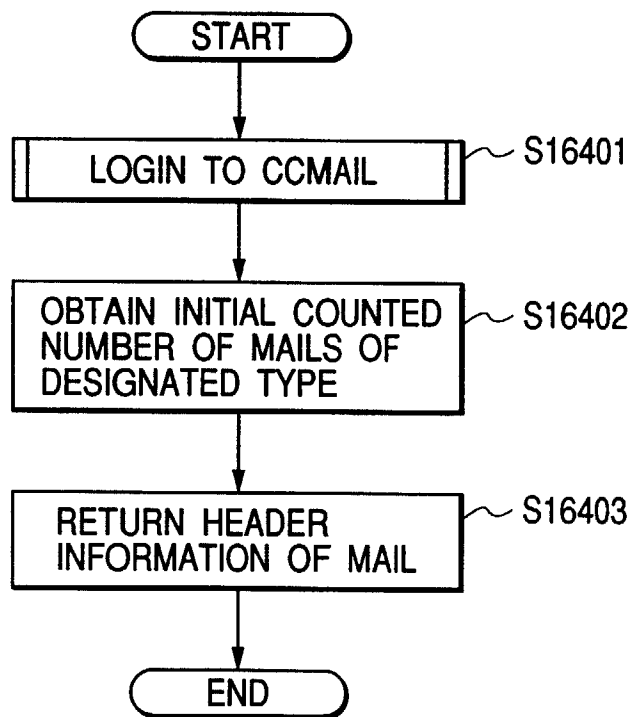 START
LOGIN TO CCMAIL
S16401
OBTAIN INITIAL COUNTED
NUMBER OF MAILS OF
DESIGNATED TYPE
S16402
RETURN HEADER
INFORMATION OF MAIL
S16403
END